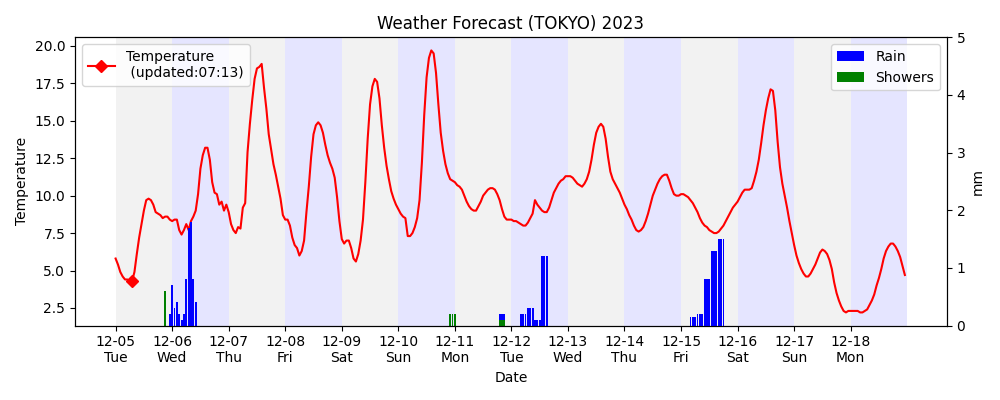 Weather Forecast (TOKYO) 2023
Temperature
(updated:07:13)
Rain
Showers
20.0
17.5
15.0
12.5
10.0
7.5
5.0
2.5
Temperature
5
4
3
2
1
0
mm
12-05 12-06 12-07 12-08 12-09 12-10 12-11 12-12 12-13 12-14 12-15 12-16 12-17 12-18
Tue Wed Thu Fri Sat Sun Mon Tue Wed Thu Fri Sat Sun Mon
Date